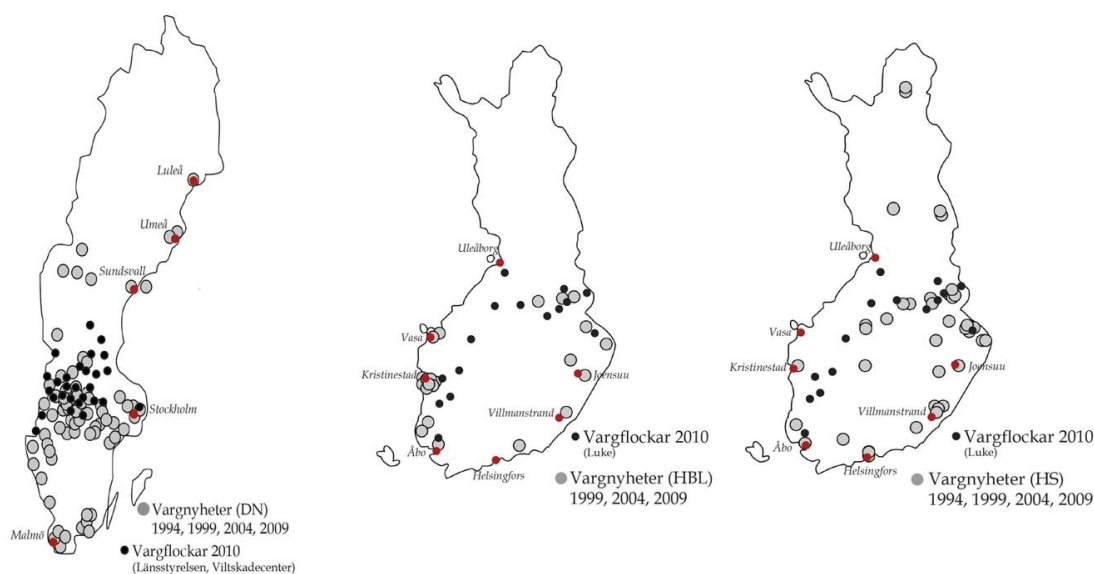 Luleå
Umeå
Sundsvall
Stockholm
Malmö
Vargnyheter (DN)
1994, 1999, 2004, 2009
Vargflockar 2010
(Länsstyrelsen, Viltskadecenter)
Uleåborg
Vasa
Kristinestad
Joensuu
Villmanstrand
Åbo
Helsingfors
Vargflockar 2010
(Luke)
Vargnyheter (HBL)
1999, 2004, 2009
Uleåborg
Vasa
Kristinestad
Joensuu
Villmanstrand
Åbo
Helsingfors
Vargflockar 2010
(Luke)
Vargnyheter (HS)
1994, 1999, 2004, 2009